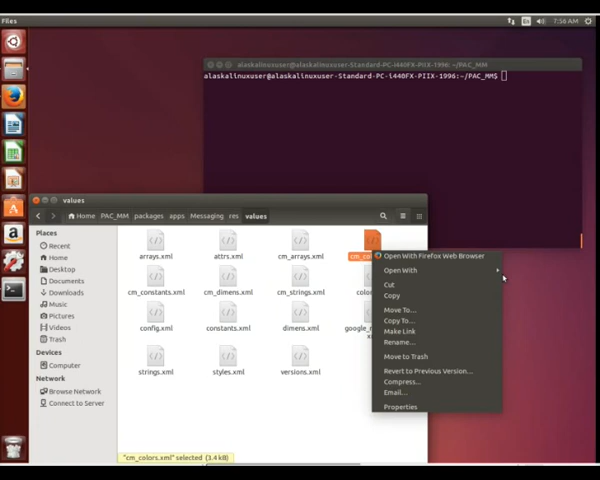 Files
En
7:56 AM
alaskalinuxuser@alaskalinuxuser-Standard-PC-i440FX-PIIX-1996: ~/PAC_MM
alaskalinuxuser@alaskalinuxuser-Standard-PC-i440FX-PIIX-1996:~/PAC_MM$
values
Home PAC_MM packages apps Messaging res values
Places
Recent
Home
Desktop
Documents
Downloads
Music
Pictures
Videos
Trash
Devices
Computer
Network
Browse Network
Connect to Server
arrays.xml attrs.xml cm_arrays.xml
cm_constants.xml cm_dimens.xml cm_strings.xml
config.xml constants.xml dimens.xml
strings.xml styles.xml versions.xml
"cm_colors.xml" selected (3.4 kB)
Open With Firefox Web Browser
Open With
Cut
Copy
Move To...
Copy To...
Make Link
Rename...
Move to Trash
Revert to Previous Version...
Compress...
Email...
Properties